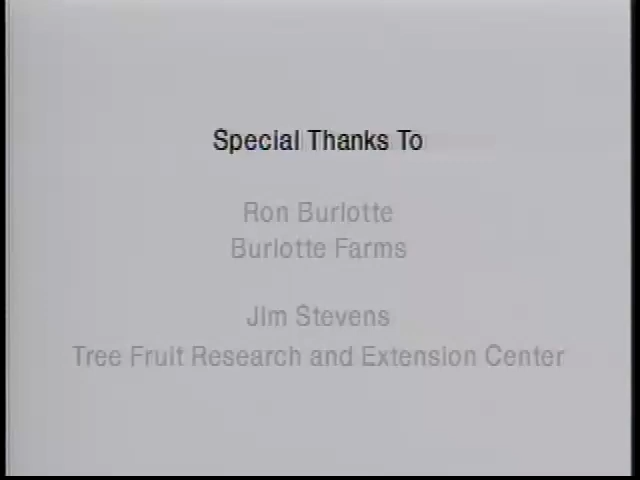 Special Thanks To
Ron Burlotte
Burlotte Farms
Jim Stevens
Tree Fruit Research and Extension Center